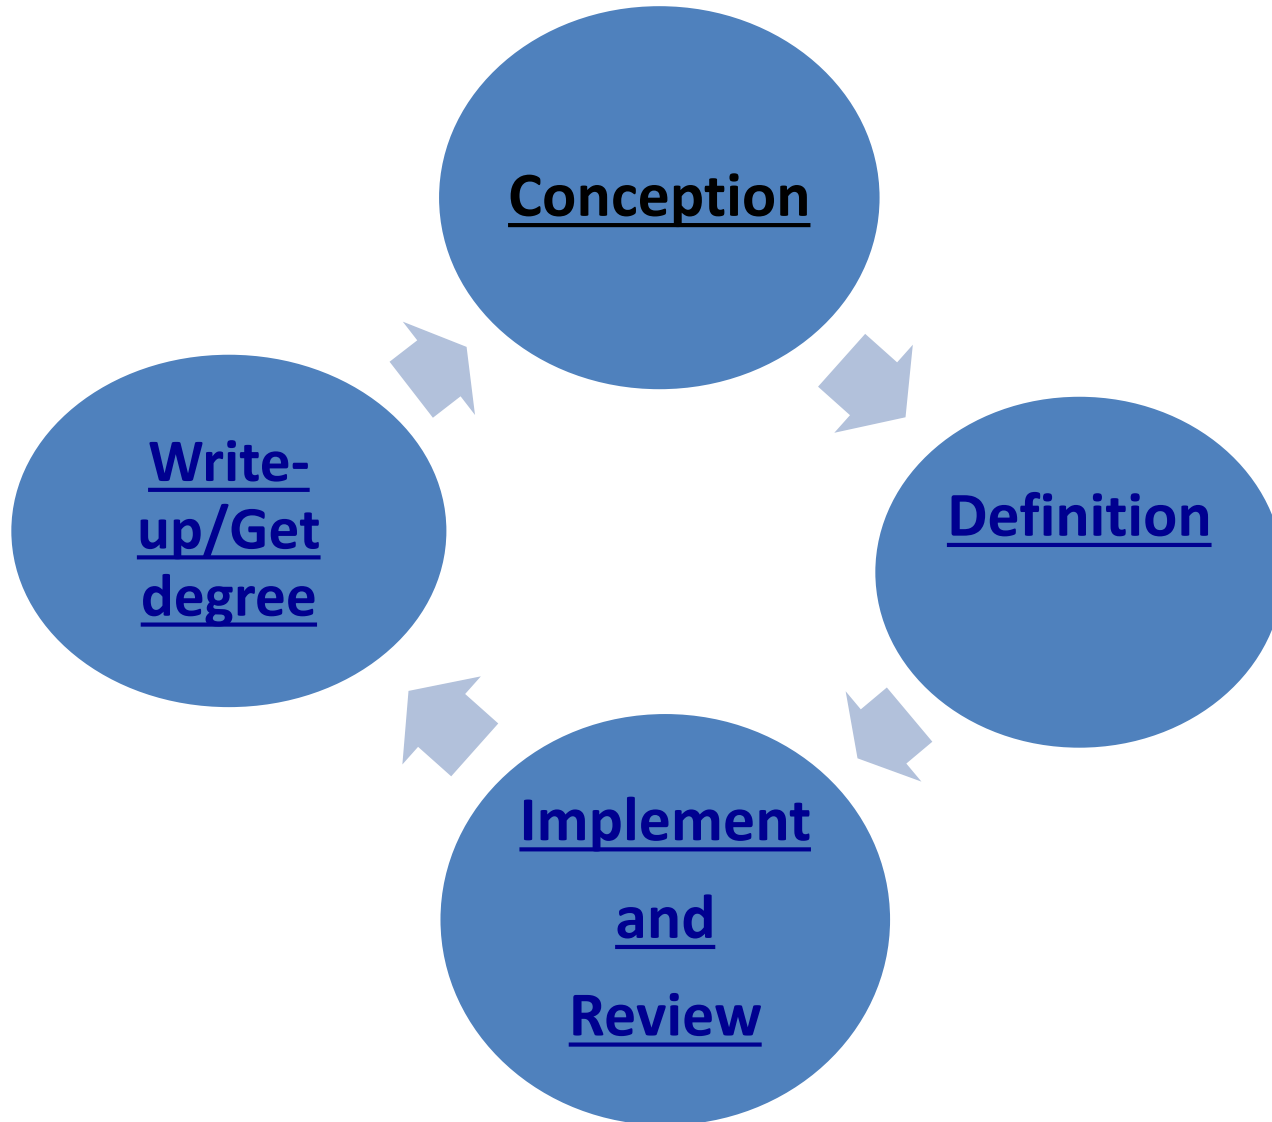 Conception
Definition
Implement
and
Review
Write-
up/Get
degree